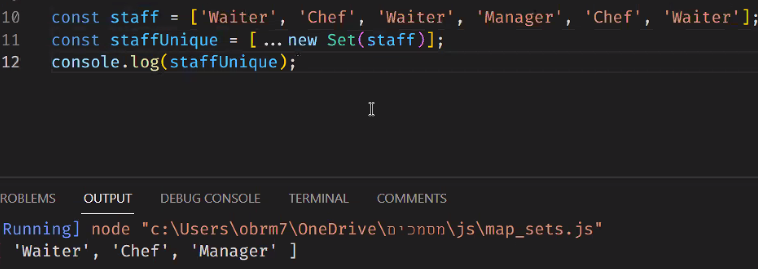 10 const staff = ['Waiter', 'Chef', 'Waiter', 'Manager', 'Chef', 'Waiter'];
11 const staffUnique = [...new Set(staff)];
12 console.log(staffUnique);
ROBLEMS OUTPUT DEBUG CONSOLE TERMINAL COMMENTS
Running] node "c:\Users\obrm7\OneDrive\מסמכים\js\map_sets.js"
'Waiter', 'Chef', 'Manager' ]